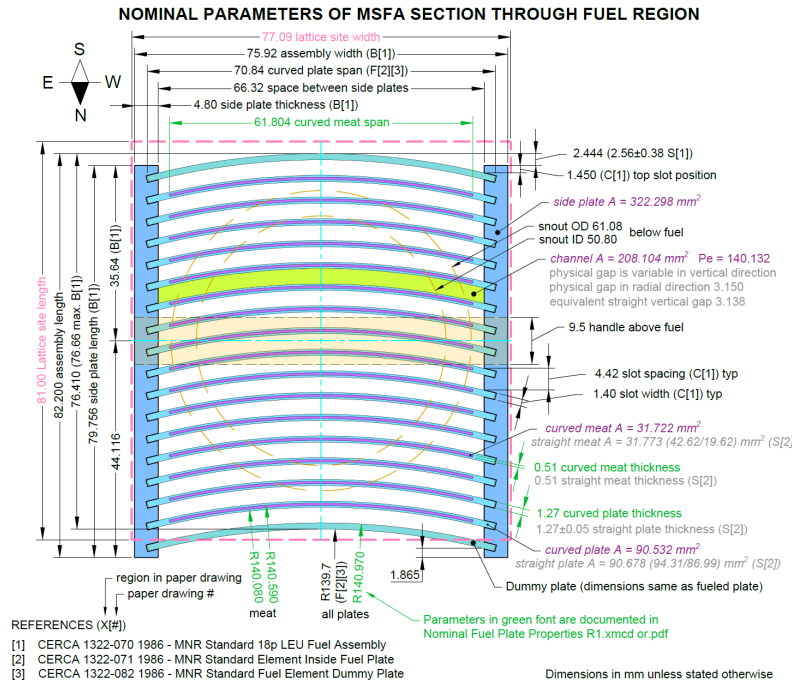 NOMINAL PARAMETERS OF MSFA SECTION THROUGH FUEL REGION
77.09 lattice site width
75.92 assembly width (B[1])
70.84 curved plate span (F[2][3])
66.32 space between side plates
4.80 side plate thickness (B[1])
61.804 curved meat span
S
E
W
N
2.444 (2.56±0.38 S[1])
1.450 (C[1]) top slot position
side plate A = 322.298 mm²
snout OD 61.08
snout ID 50.80
below fuel
channel A = 208.104 mm² Pe = 140.132
physical gap is variable in vertical direction
physical gap in radial direction 3.150
equivalent straight vertical gap 3.138
9.5 handle above fuel
4.42 slot spacing (C[1]) typ
1.40 slot width (C[1]) typ
curved meat A = 31.722 mm²
straight meat A = 31.773 (42.62/19.62) mm² (S[2]
0.51 curved meat thickness
0.51 straight meat thickness (S[2])
1.27 curved plate thickness
1.27±0.05 straight plate thickness (S[2])
curved plate A = 90.532 mm²
straight plate A = 90.678 (94.31/86.99) mm² (S[2])
Dummy plate (dimensions same as fueled plate)
81.00 Lattice site length
82.200 assembly length
76.410 (76.66 max. B[1])
79.756 side plate length (B[1])
35.64 (B[1])
44.116
R140.080
R140.590
meat
R139.7
(F[2][3])
R140.970
all plates
1.865
region in paper drawing
paper drawing #
REFERENCES (X[#])
[1] CERCA 1322-070 1986 - MNR Standard 18p LEU Fuel Assembly
[2] CERCA 1322-071 1986 - MNR Standard Element Inside Fuel Plate
[3] CERCA 1322-082 1986 - MNR Standard Fuel Element Dummy Plate
Parameters in green font are documented in
Nominal Fuel Plate Properties R1.xmcd or.pdf
Dimensions in mm unless stated otherwise